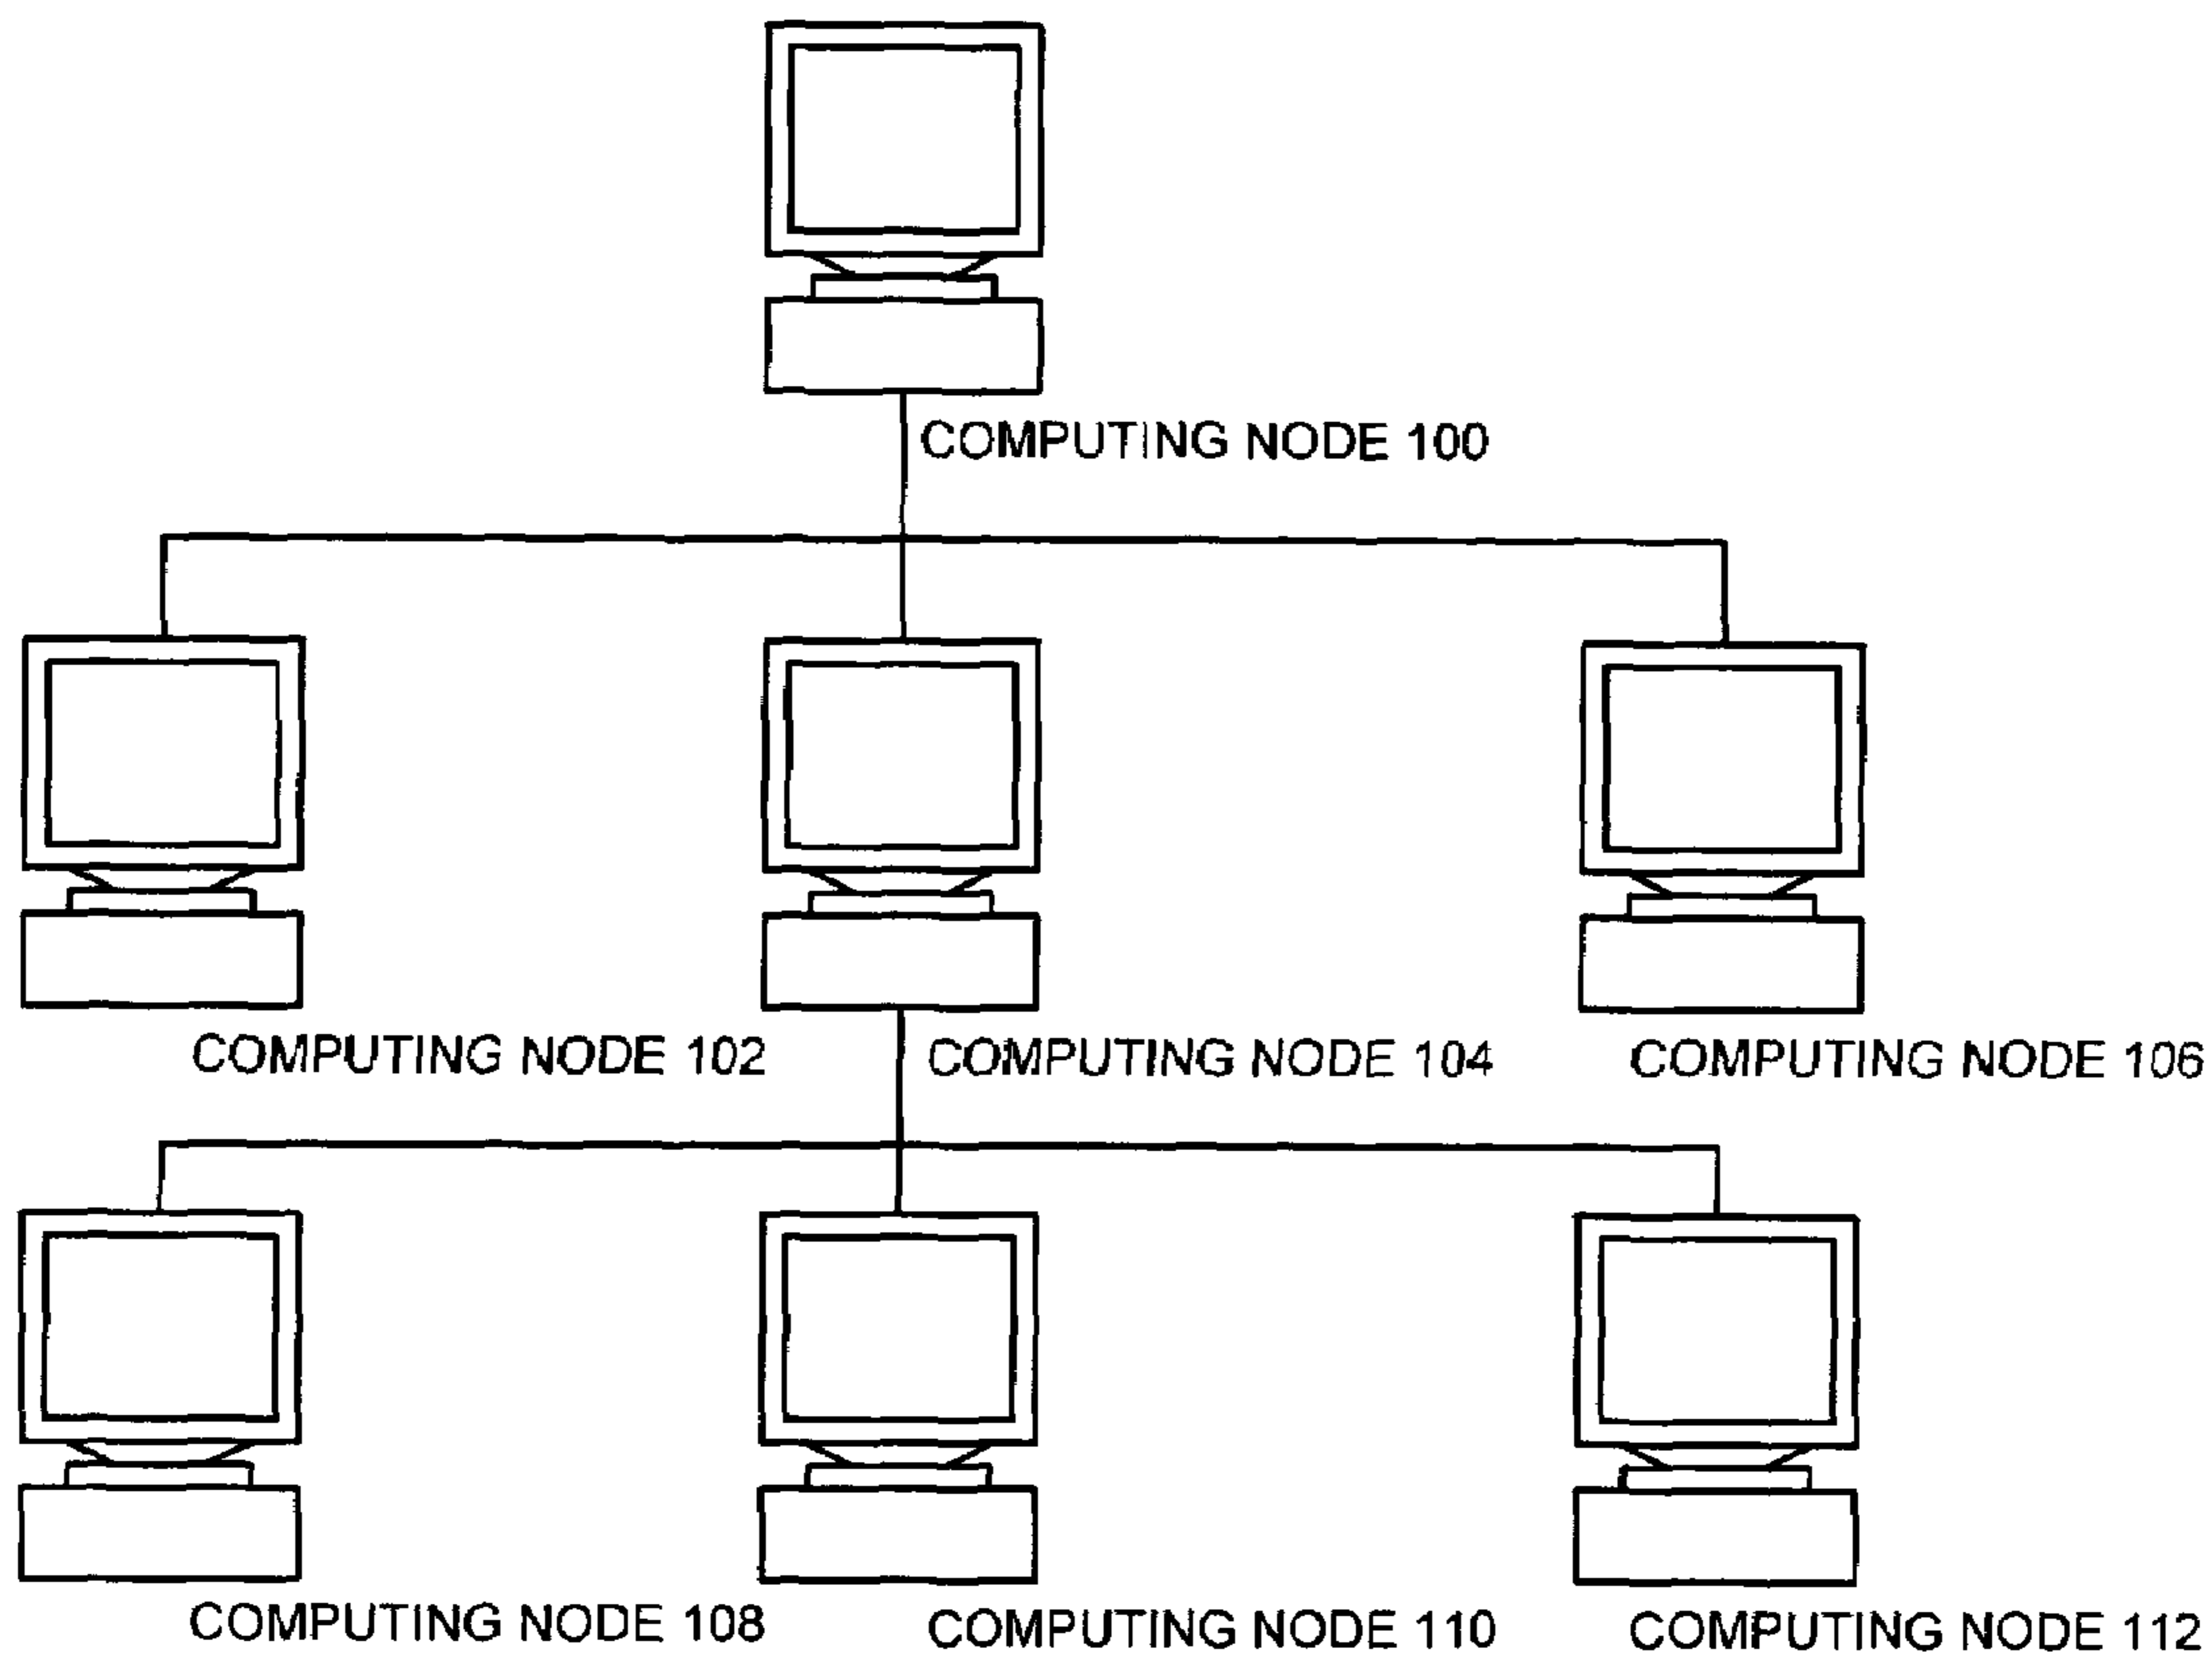 COMPUTING NODE 100
COMPUTING NODE 102
COMPUTING NODE 104
COMPUTING NODE 106
COMPUTING NODE 108
COMPUTING NODE 110
COMPUTING NODE 112